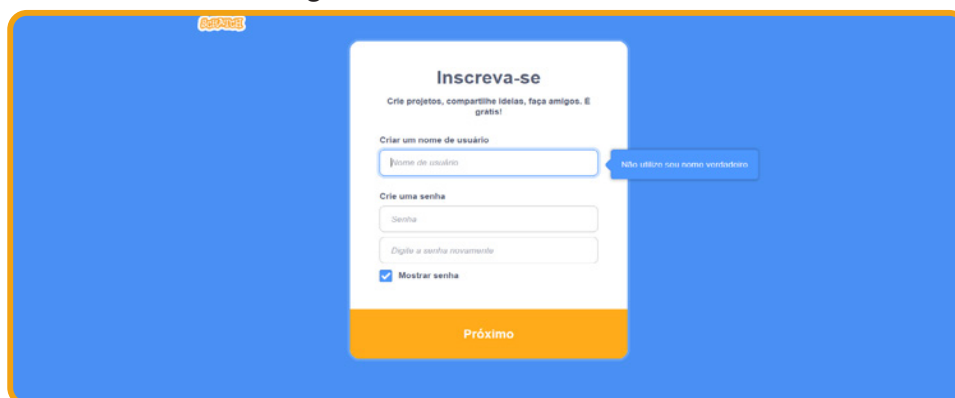 SCRATCH
Inscreva-se
Crie projetos, compartilhe ideias, faça amigos. É
grátis!
Criar um nome de usuário
Nome de usuário
Não utilize seu nome verdadeiro
Crie uma senha
Senha
Digite a senha novamente
Mostrar senha
Próximo